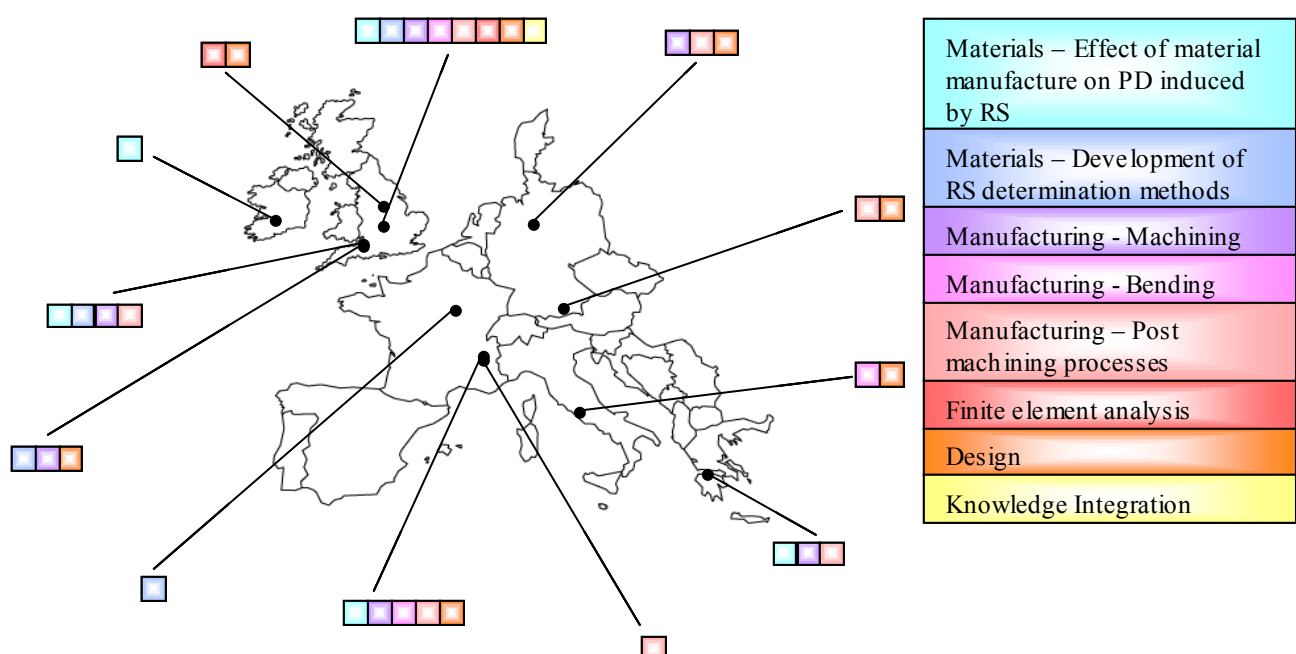 Materials – Effect of material
manufacture on PD induced
by RS
Materials – Development of
RS determination methods
Manufacturing - Machining
Manufacturing - Bending
Manufacturing – Post
machining processes
Finite element analysis
Design
Knowledge Integration